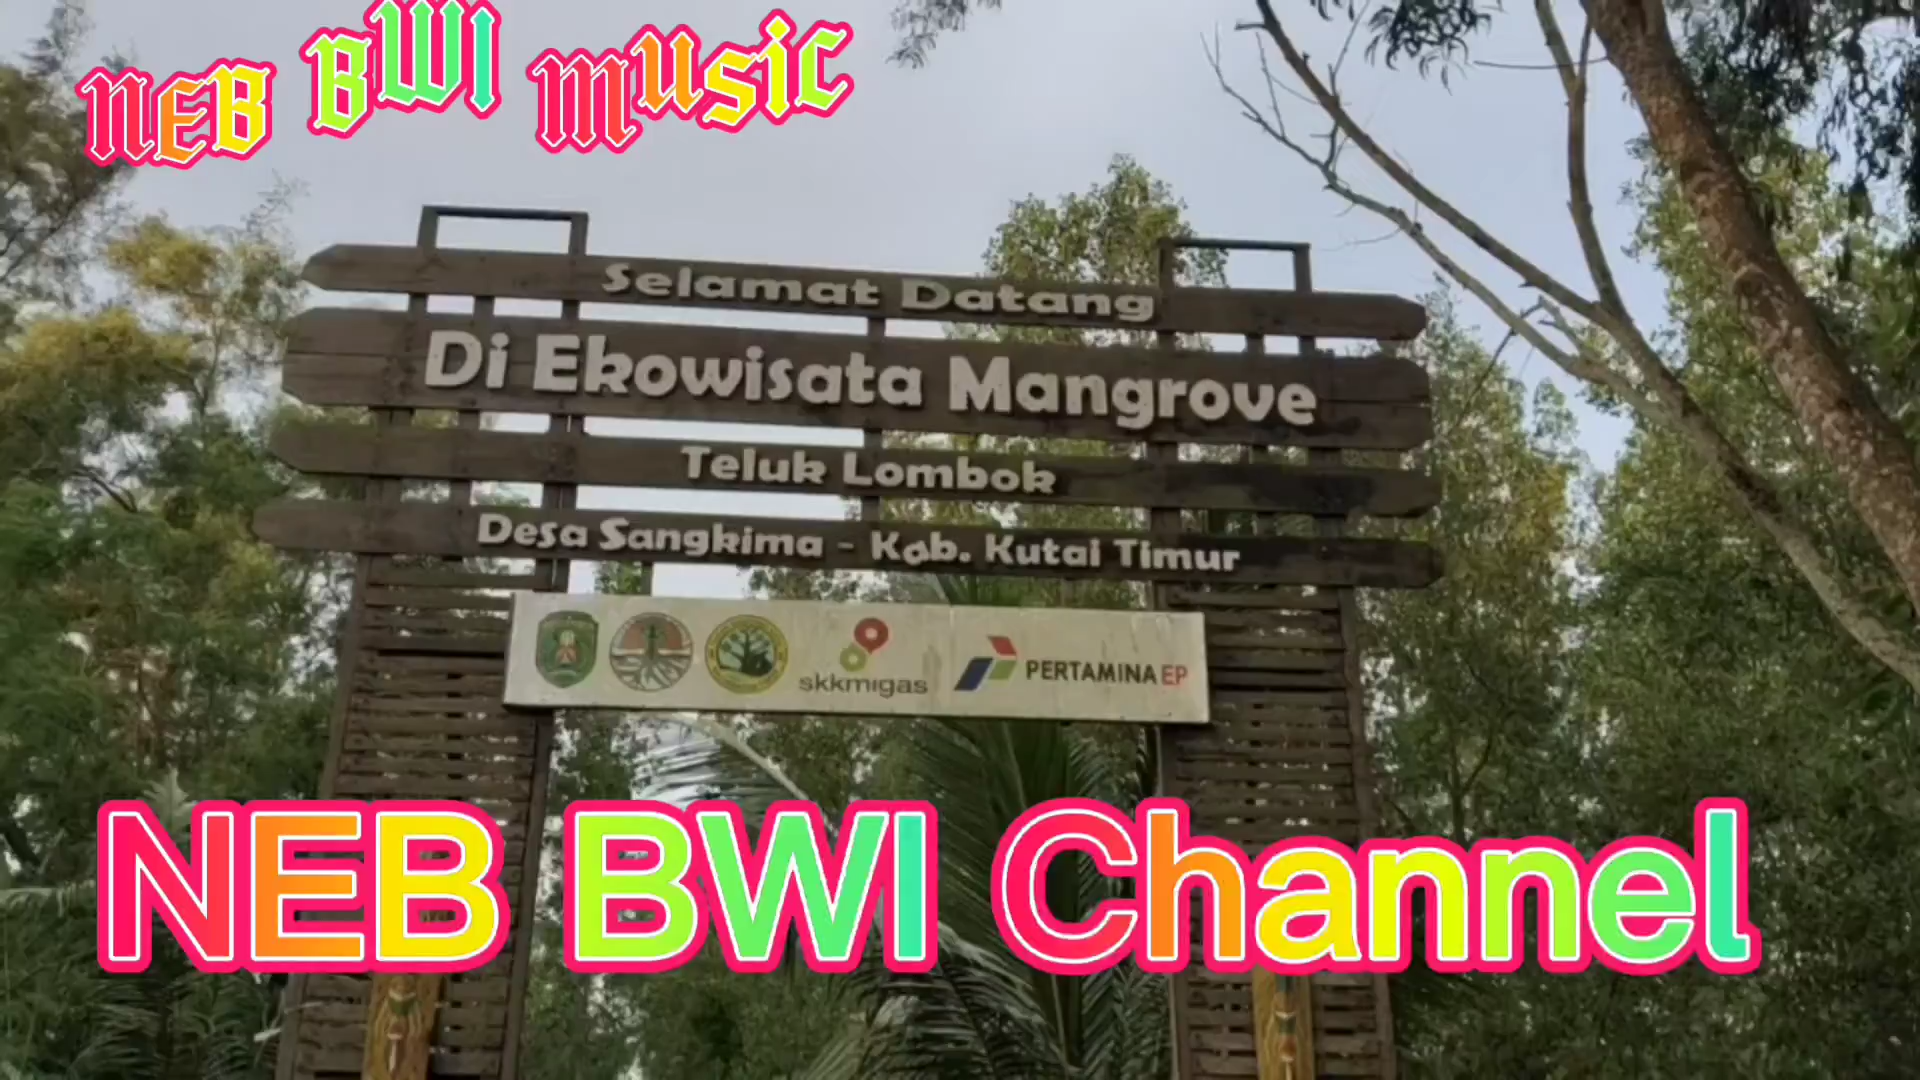 NEB BWI Music
Selamat Datang
Di Ekowisata Mangrove
Teluk Lombok
Desa Sangkima - Kab. Kutai Timur
skkmigas
PERTAMINA EP
NEB BWI Channel